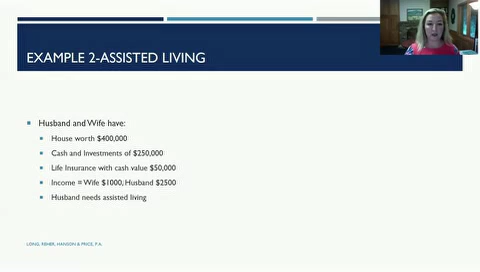 EXAMPLE 2-ASSISTED LIVING
Husband and Wife have:
House worth $400,000
Cash and Investments of $250,000
Life Insurance with cash value $50,000
Income = Wife $1000; Husband $2500
Husband needs assisted living
LONG, REHER, HANSON & PRICE, P.A.